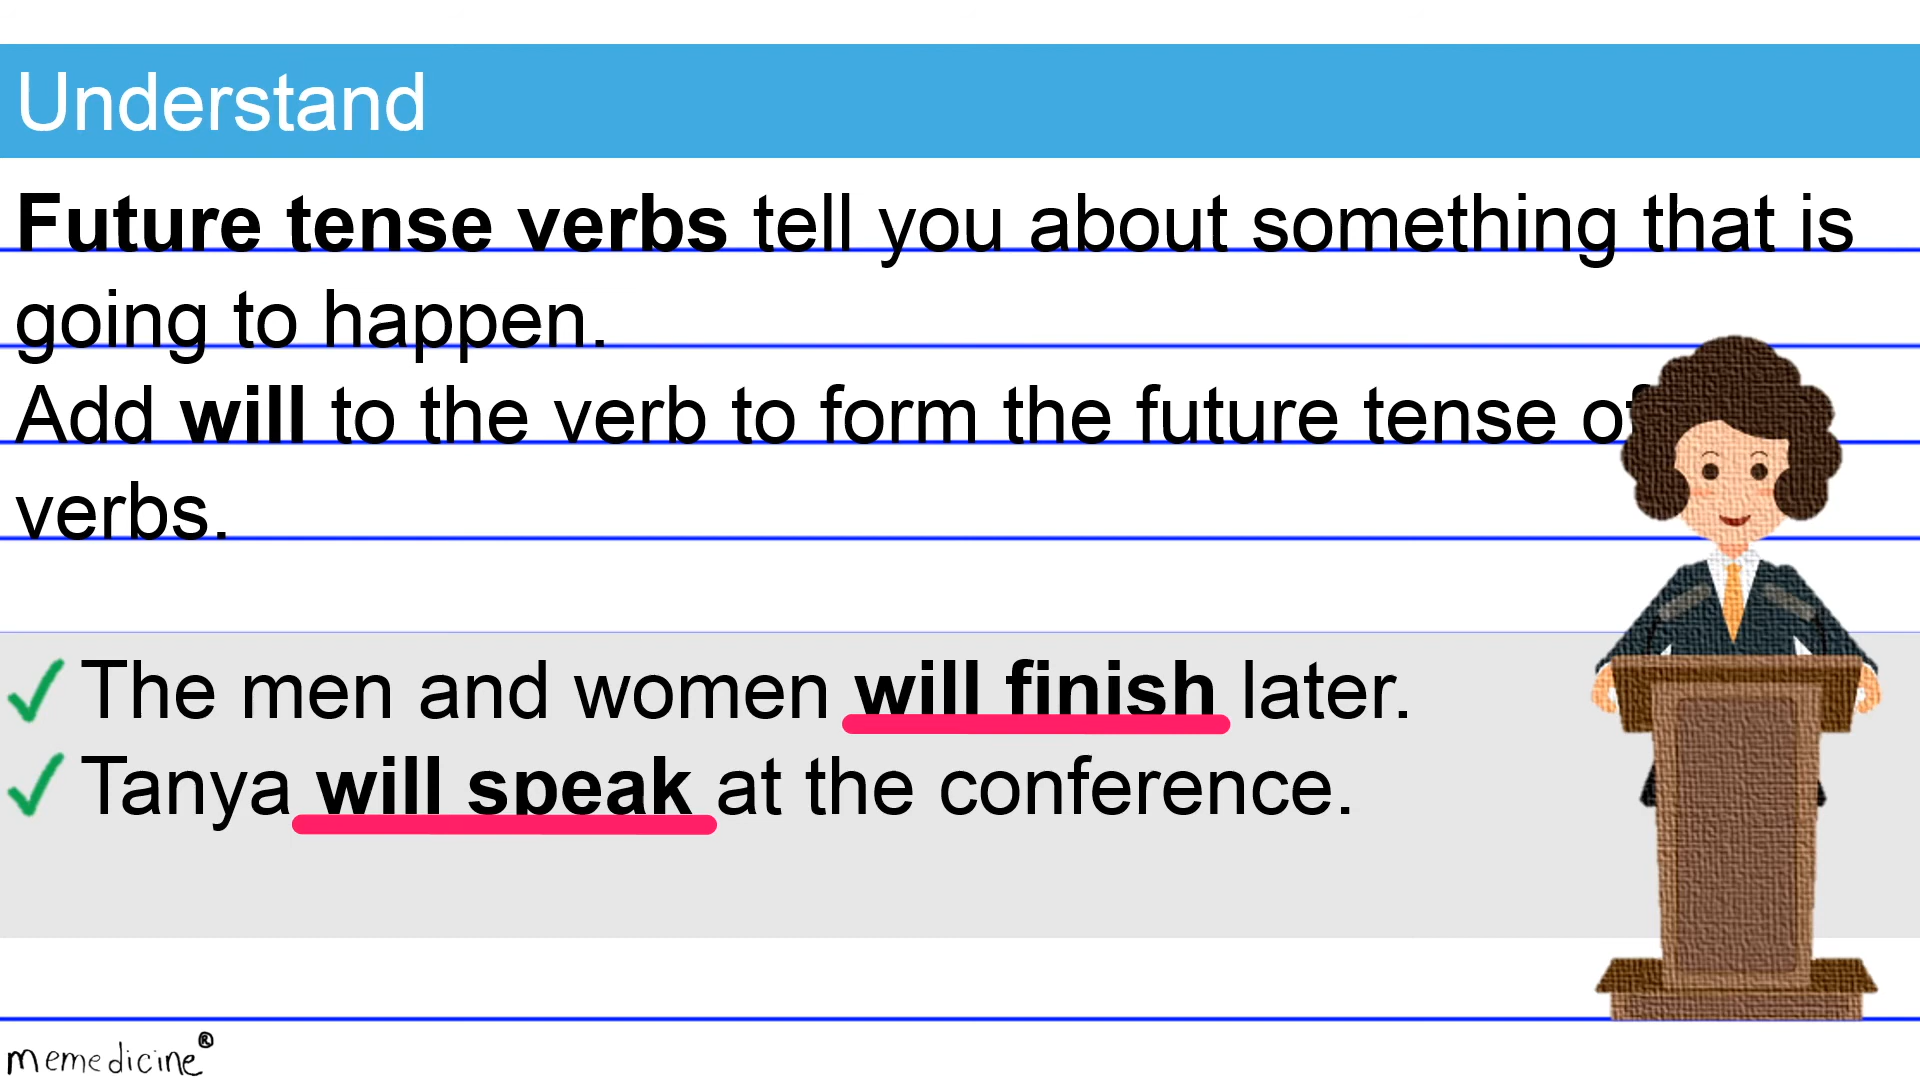 Understand
Future tense verbs tell you about something that is
going to happen.
Add will to the verb to form the future tense of
verbs.
The men and women will finish later.
Tanya will speak at the conference.
memedicine®